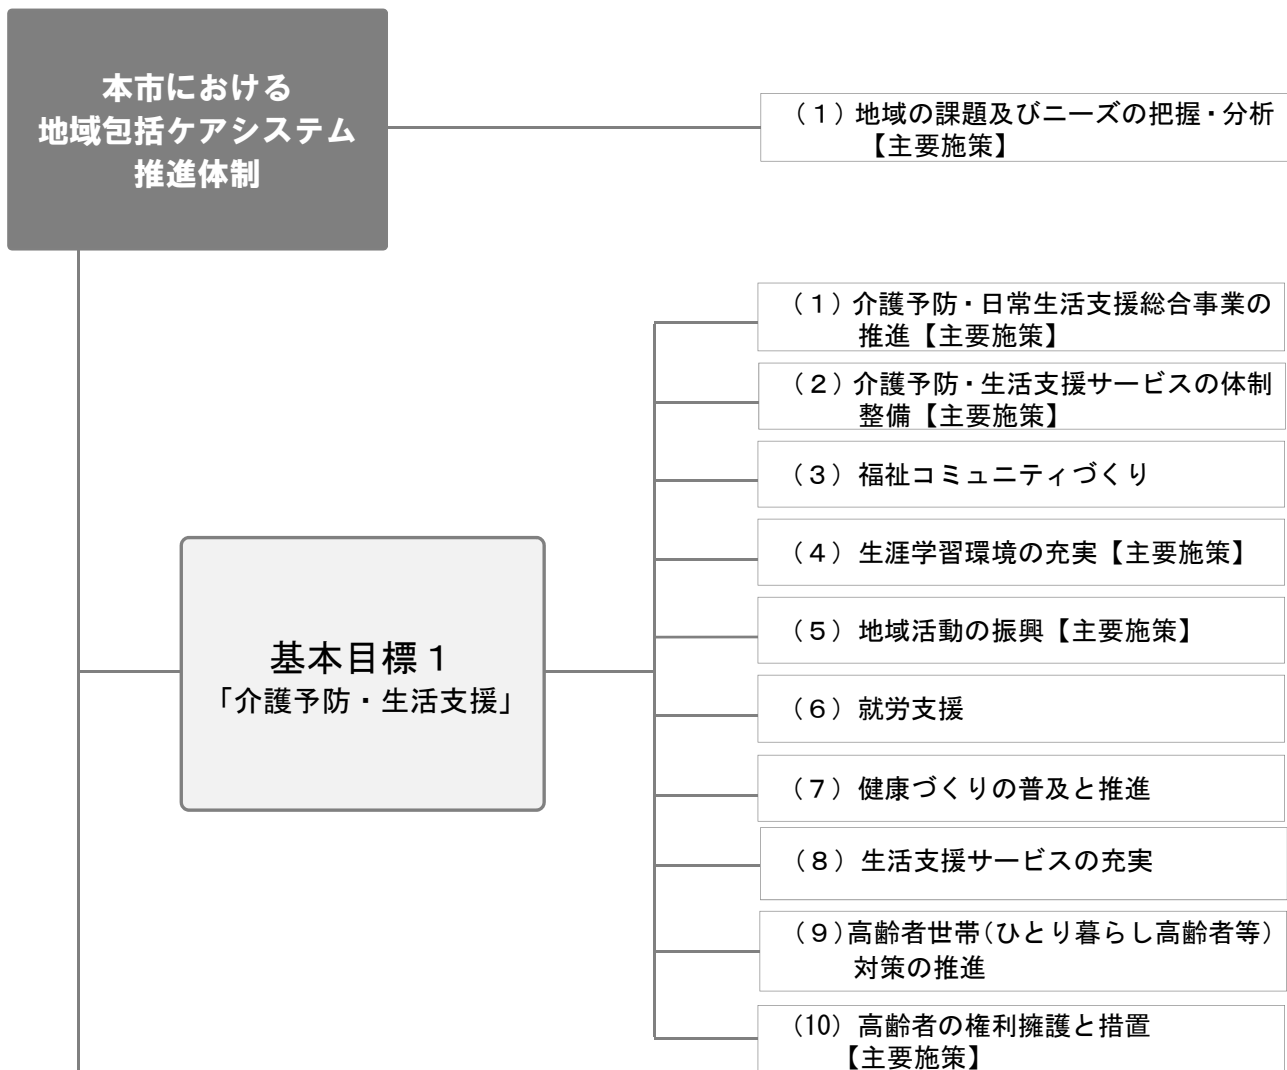 本市における
地域包括ケアシステム
推進体制
（１）地域の課題及びニーズの把握・分析
【主要施策】
（１）介護予防・日常生活支援総合事業の
推進【主要施策】
（２）介護予防・生活支援サービスの体制
整備【主要施策】
（３）福祉コミュニティづくり
（４）生涯学習環境の充実【主要施策】
基本目標１
「介護予防・生活支援」
（５）地域活動の振興【主要施策】
（６）就労支援
（７）健康づくりの普及と推進
（８）生活支援サービスの充実
（９）高齢者世帯（ひとり暮らし高齢者等）
対策の推進
（10）高齢者の権利擁護と措置
【主要施策】